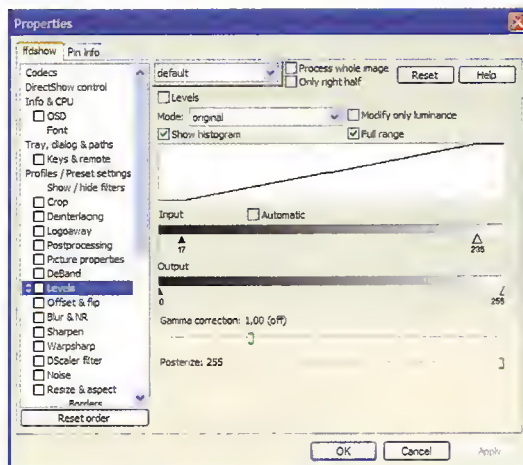 Properties
ffdshow Pin Info
Codecs
DirectShow control
Info & CPU
OSD
Font
Tray, dialog & paths
Keys & remote
Profiles / Preset settings
Show / hide filters
Crop
Deinterlacing
Logoaway
Postprocessing
Picture properties
DeBand
Levels
Offset & flip
Blur & NR
Sharpen
Warpsharp
DScaler filter
Noise
Resize & aspect
Borders
Reset order
default
Process whole image
Only right half
Reset
Help
Levels
Mode: original
Modify only luminance
Show histogram
Full range
Input
Automatic
17
235
Output
0
255
Gamma correction: 1,00 (off)
Posterize: 255
OK
Cancel
Apply